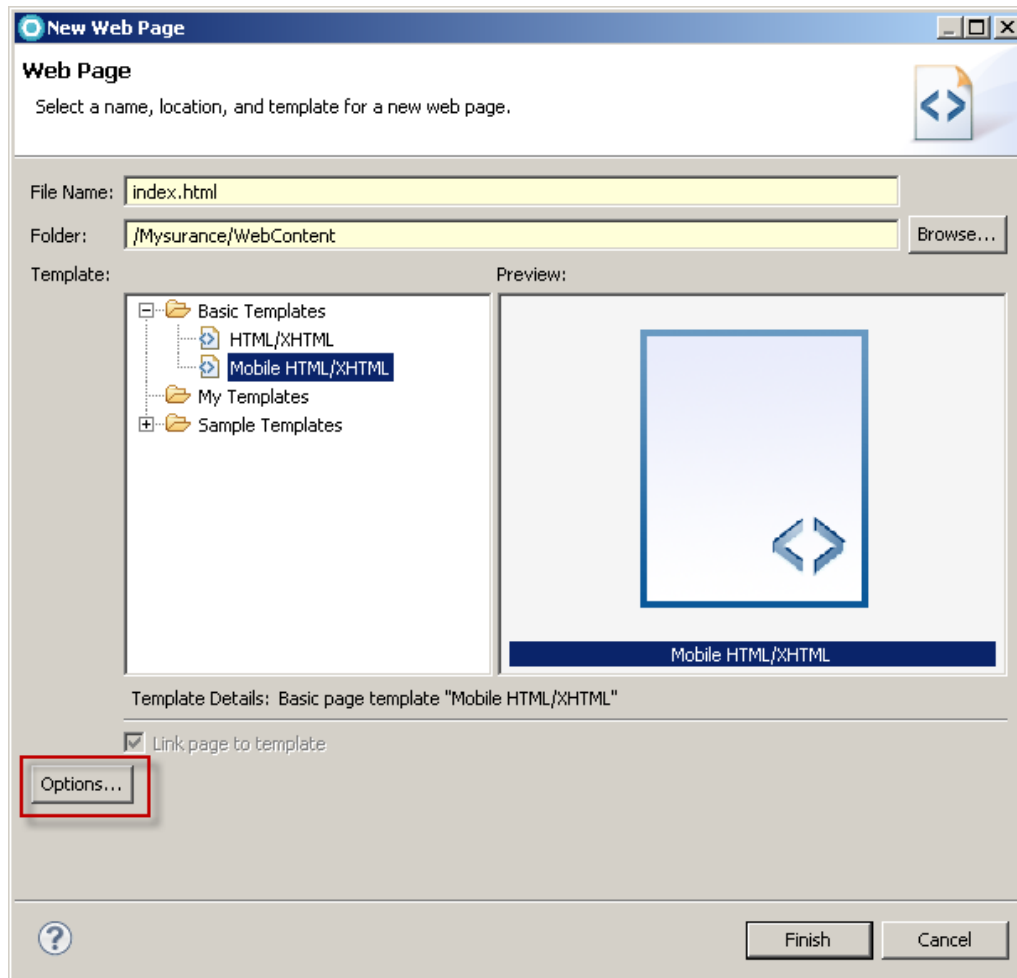 New Web Page
Web Page
Select a name, location, and template for a new web page.
File Name: index.html
Folder: /Mysurance/WebContent Browse...
Template: Preview:
Basic Templates
HTML/XHTML
Mobile HTML/XHTML
My Templates
Sample Templates
Mobile HTML/XHTML
Template Details: Basic page template "Mobile HTML/XHTML"
Link page to template
Options...
? Finish Cancel